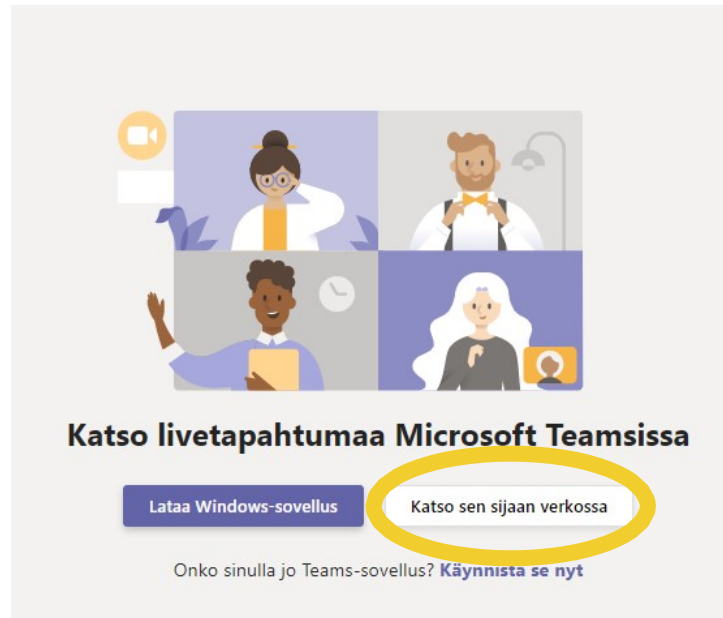 Katso livetapahtumaa Microsoft Teamsissa
Lataa Windows-sovellus
Katso sen sijaan verkossa
Onko sinulla jo Teams-sovellus? Käynnistä se nyt